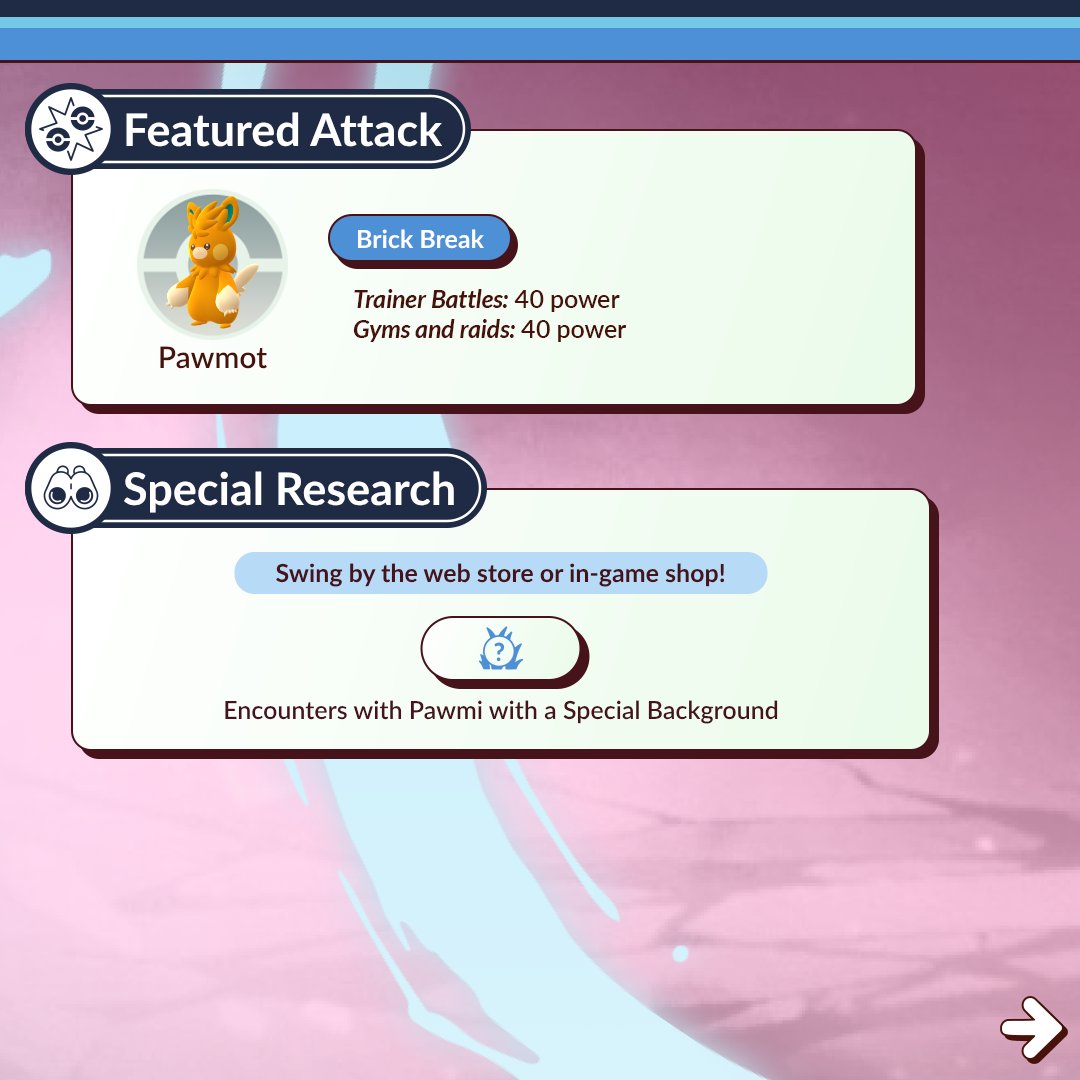 Featured Attack
Brick Break
Trainer Battles: 40 power
Gyms and raids: 40 power
Pawmot
Special Research
Swing by the web store or in-game shop!
?
Encounters with Pawmi with a Special Background